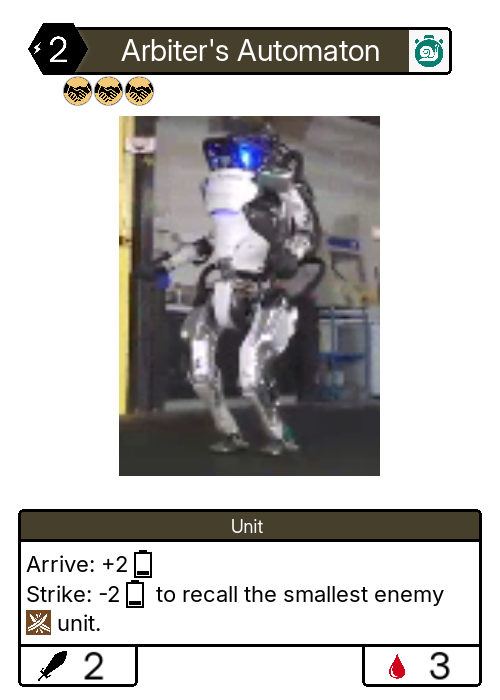 2
Arbiter's Automaton
Unit
Arrive: +2
Strike: -2 to recall the smallest enemy
unit.
2
3